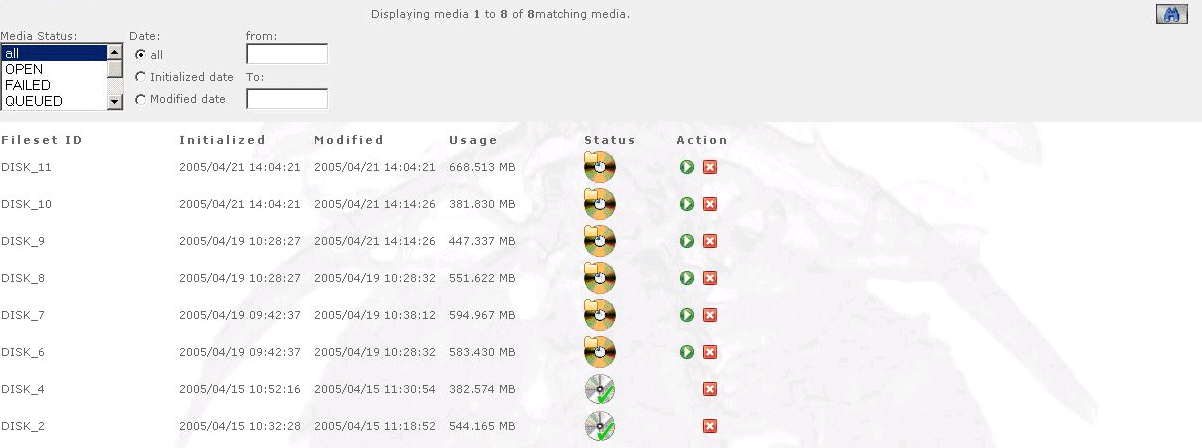 Displaying media 1 to 8 of 8matching media.
Media Status: Date: from:
all all
OPEN
FAILED Initialized date To:
QUEUED Modified date
Fileset ID Initialized Modified Usage Status Action
DISK_11 2005/04/21 14:04:21 2005/04/21 14:04:21 668.513 MB
DISK_10 2005/04/21 14:04:21 2005/04/21 14:14:26 381.830 MB
DISK_9 2005/04/19 10:28:27 2005/04/21 14:14:26 447.337 MB
DISK_8 2005/04/19 10:28:27 2005/04/19 10:28:32 551.622 MB
DISK_7 2005/04/19 09:42:37 2005/04/19 10:38:12 594.967 MB
DISK_6 2005/04/19 09:42:37 2005/04/19 10:28:32 583.430 MB
DISK_4 2005/04/15 10:52:16 2005/04/15 11:30:54 382.574 MB
DISK_2 2005/04/15 10:32:28 2005/04/15 11:18:52 544.165 MB